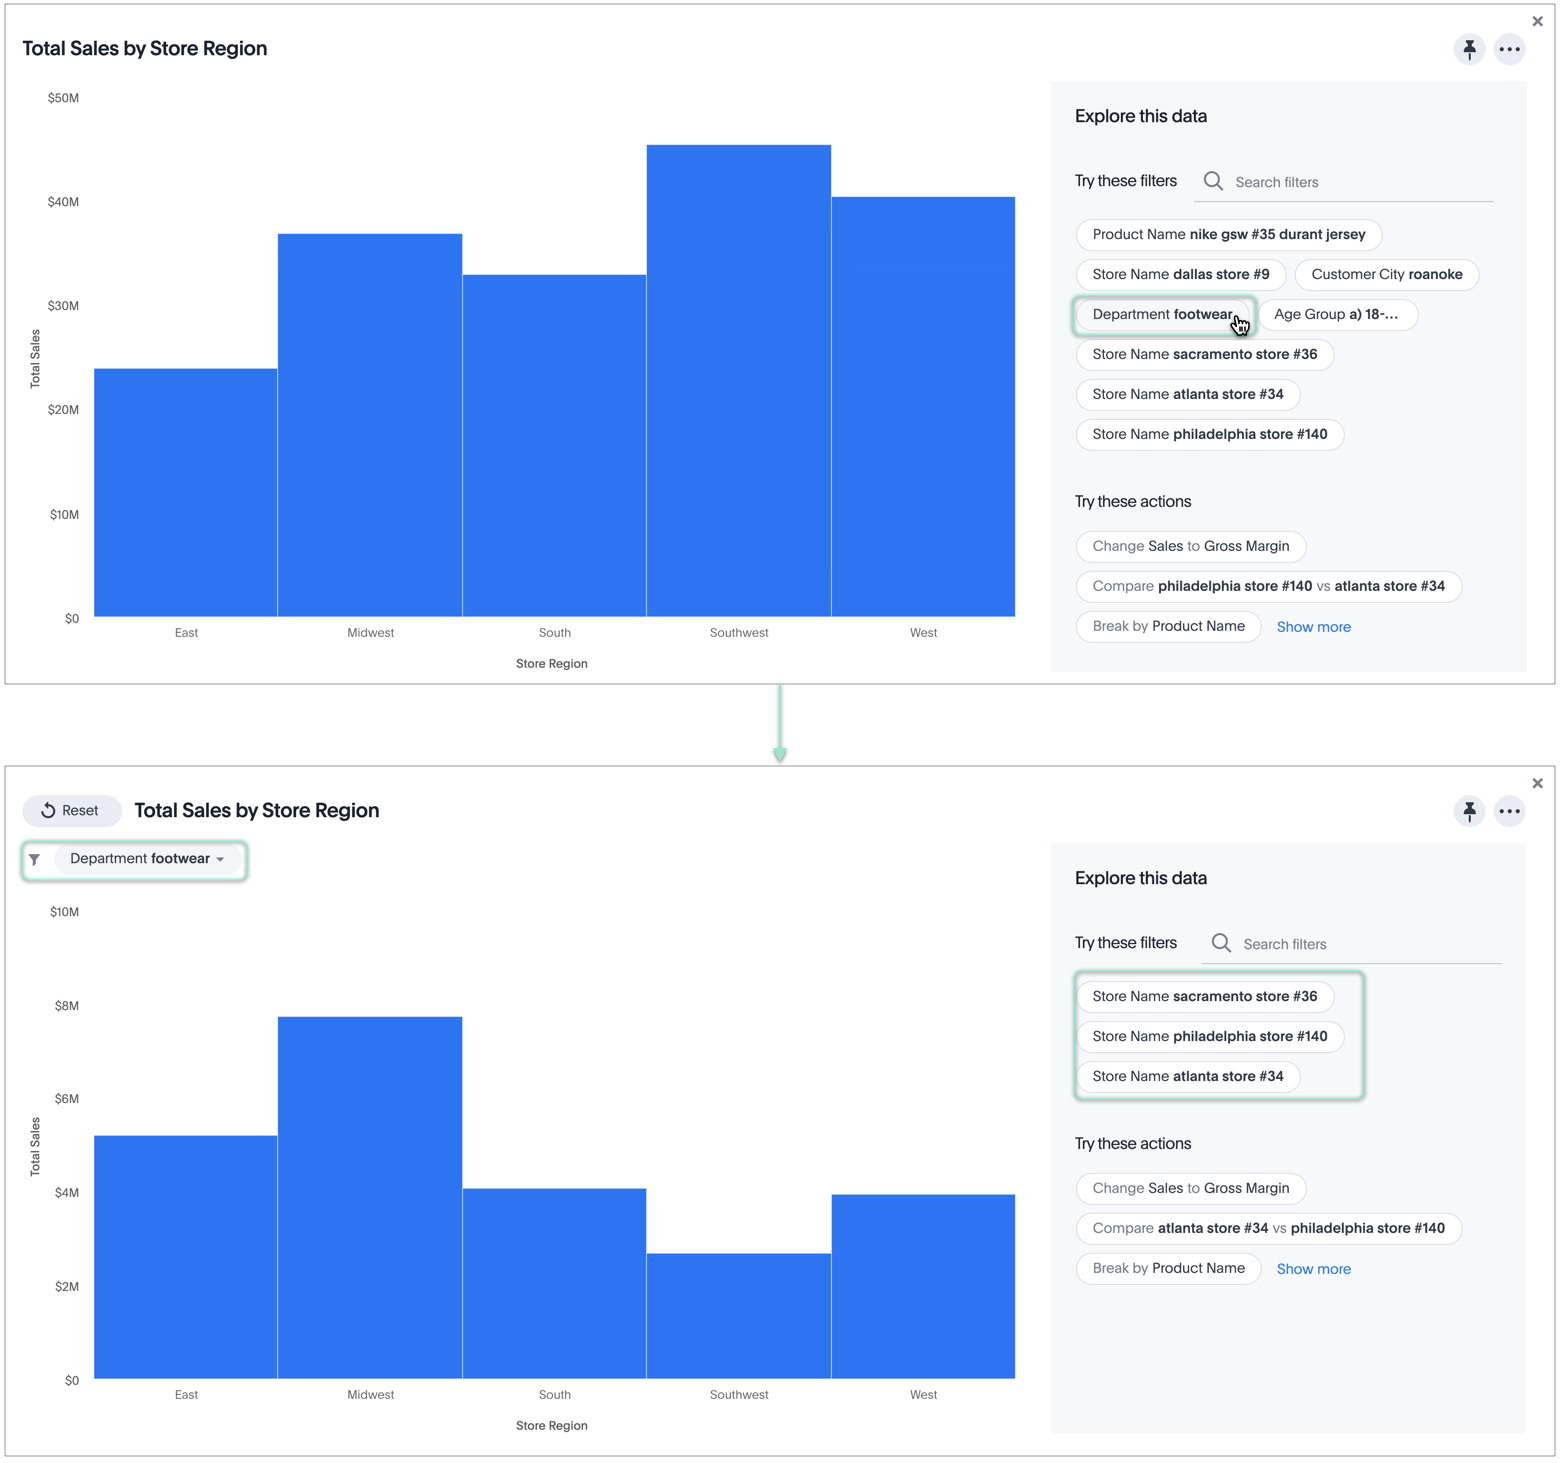 Total Sales by Store Region
$50M
$40M
$30M
$20M
$10M
$0
Total Sales
East Midwest South Southwest West
Store Region
Explore this data
Try these filters Search filters
Product Name nike gsw #35 durant jersey
Store Name dallas store #9 Customer City roanoke
Department footwear Age Group a) 18-...
Store Name sacramento store #36
Store Name atlanta store #34
Store Name philadelphia store #140
Try these actions
Change Sales to Gross Margin
Compare philadelphia store #140 vs atlanta store #34
Break by Product Name Show more
Reset Total Sales by Store Region
Department footwear
$10M
$8M
$6M
$4M
$2M
$0
Total Sales
East Midwest South Southwest West
Store Region
Explore this data
Try these filters Search filters
Store Name sacramento store #36
Store Name philadelphia store #140
Store Name atlanta store #34
Try these actions
Change Sales to Gross Margin
Compare atlanta store #34 vs philadelphia store #140
Break by Product Name Show more